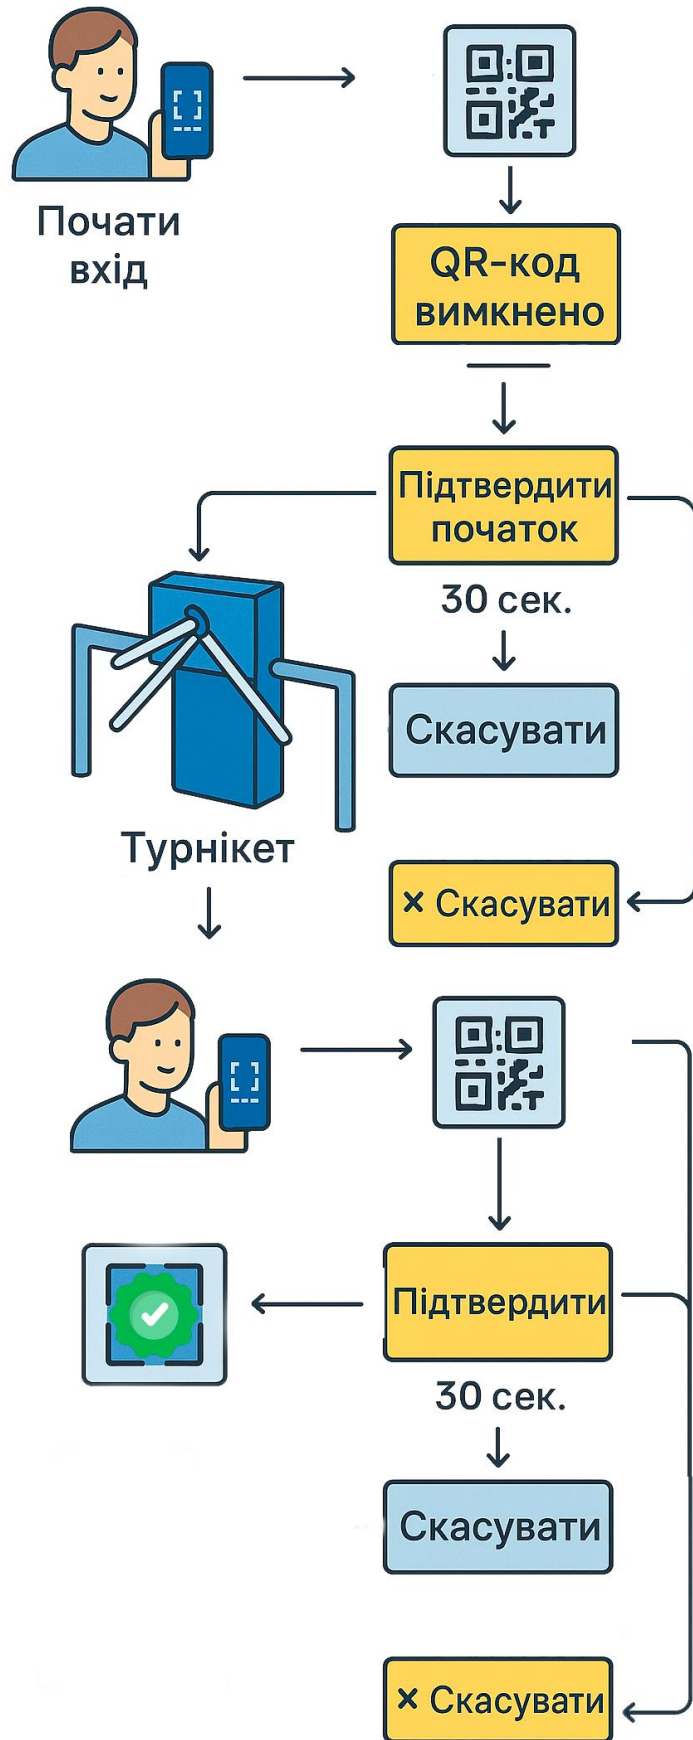 Почати
вхід
QR-код
вимкнено
Підтвердити
початок
30 сек.
Скасувати
Турнікет
× Скасувати
Підтвердити
30 сек.
Скасувати
× Скасувати